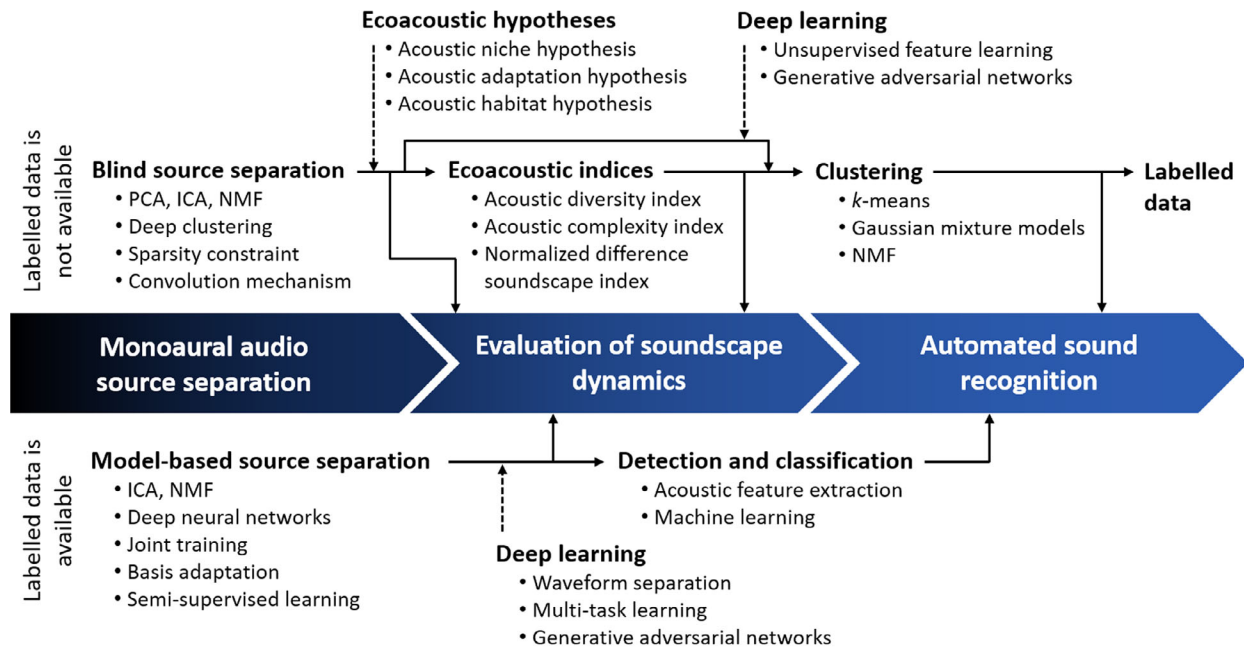 Ecoacoustic hypotheses
• Acoustic niche hypothesis
• Acoustic adaptation hypothesis
• Acoustic habitat hypothesis
Deep learning
• Unsupervised feature learning
• Generative adversarial networks
Labelled data is
not available
Blind source separation
• PCA, ICA, NMF
• Deep clustering
• Sparsity constraint
• Convolution mechanism
Ecoacoustic indices
• Acoustic diversity index
• Acoustic complexity index
• Normalized difference
soundscape index
Clustering
• k-means
• Gaussian mixture models
• NMF
Labelled
data
Monoaural audio
source separation
Evaluation of soundscape
dynamics
Automated sound
recognition
Labelled data is
available
Model-based source separation
• ICA, NMF
• Deep neural networks
• Joint training
• Basis adaptation
• Semi-supervised learning
Detection and classification
• Acoustic feature extraction
• Machine learning
Deep learning
• Waveform separation
• Multi-task learning
• Generative adversarial networks